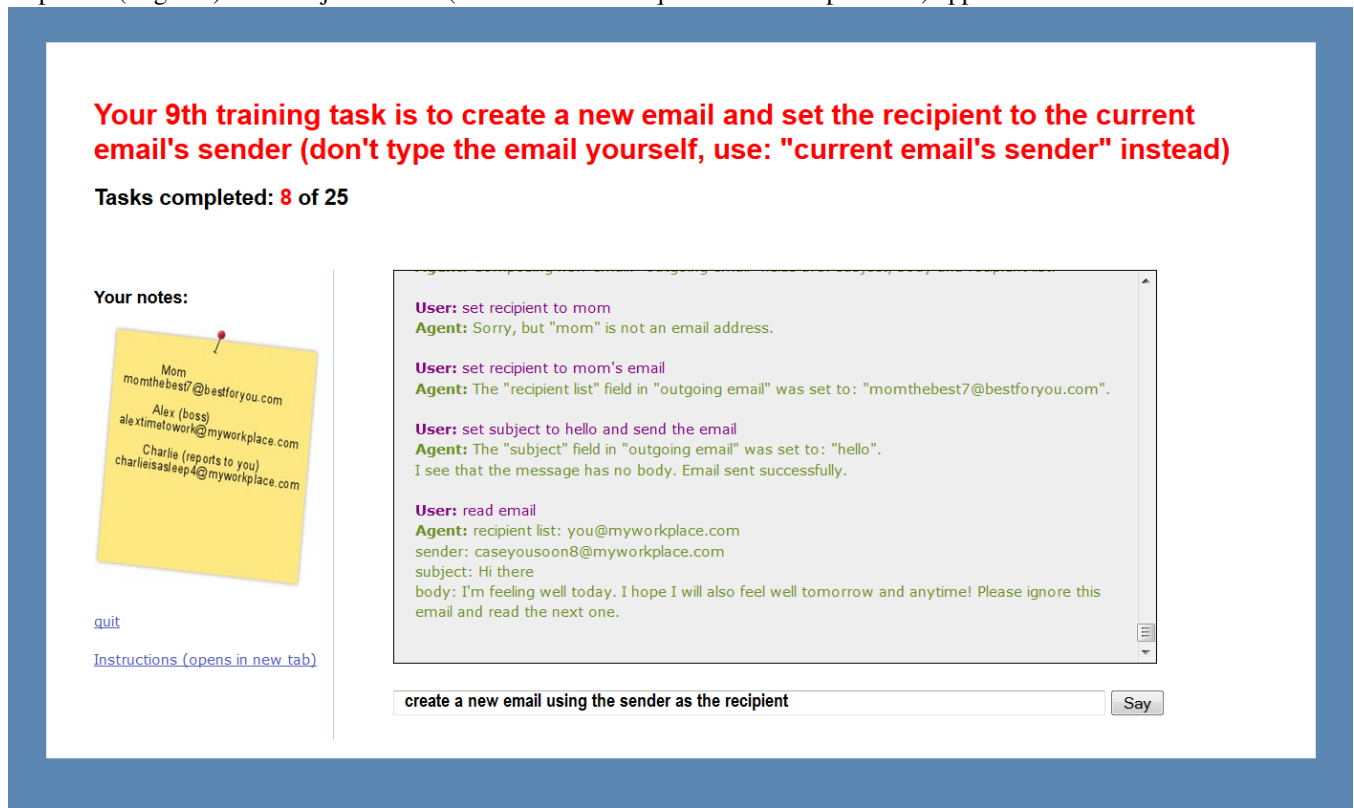 Your 9th training task is to create a new email and set the recipient to the current
email's sender (don't type the email yourself, use: "current email's sender" instead)
Tasks completed: 8 of 25
Your notes:
Mom
momthebest7@bestforyou.com
Alex (boss)
alextimetowork@myworkplace.com
Charlie (reports to you)
charlieisasleep4@myworkplace.com
quit
Instructions (opens in new tab)
User: set recipient to mom
Agent: Sorry, but "mom" is not an email address.
User: set recipient to mom's email
Agent: The "recipient list" field in "outgoing email" was set to: "momthebest7@bestforyou.com".
User: set subject to hello and send the email
Agent: The "subject" field in "outgoing email" was set to: "hello".
I see that the message has no body. Email sent successfully.
User: read email
Agent: recipient list: you@myworkplace.com
sender: caseyousoon8@myworkplace.com
subject: Hi there
body: I'm feeling well today. I hope I will also feel well tomorrow and anytime! Please ignore this
email and read the next one.
create a new email using the sender as the recipient
Say